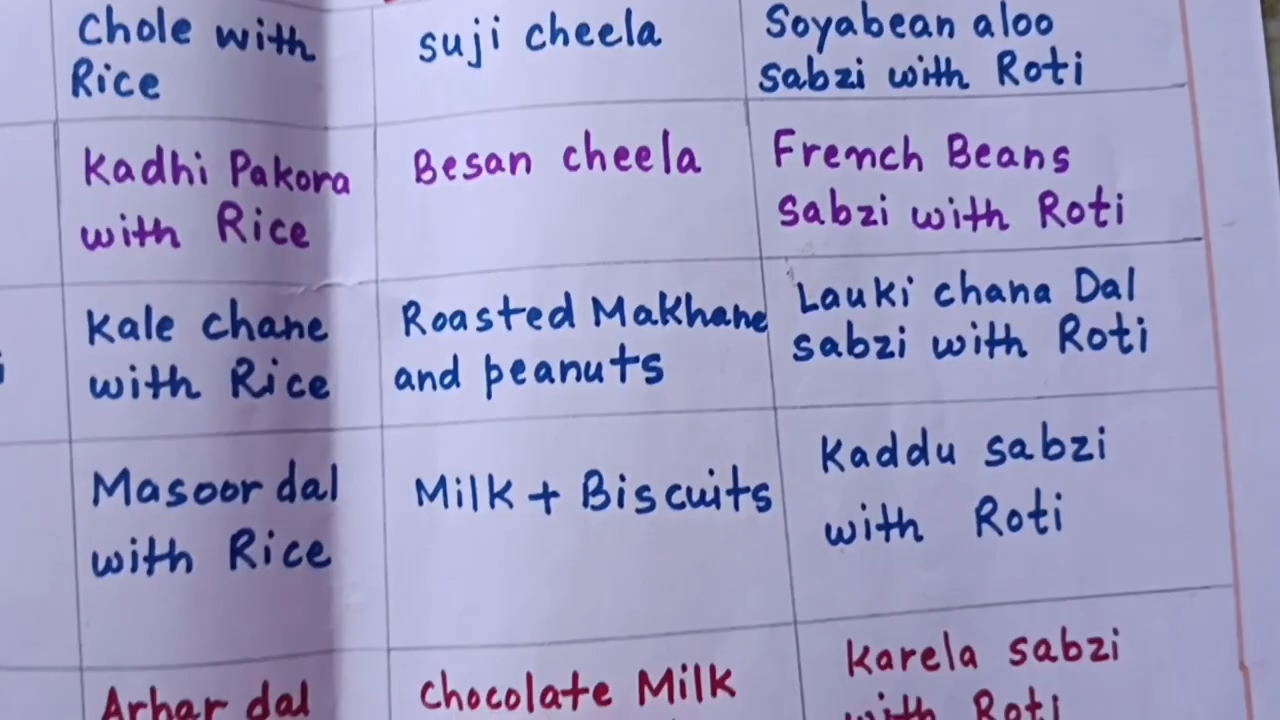 Chole with
Rice
suji cheela
Soyabean aloo
sabzi with Roti
Kadhi Pakora
with Rice
Besan cheela
French Beans
sabzi with Roti
Kale chane
with Rice
Roasted Makhane
and peanuts
Lauki chana Dal
sabzi with Roti
Masoor dal
with Rice
Milk + Biscuits
Kaddu sabzi
with Roti
Arhar dal
Chocolate Milk
Karela sabzi
with Roti